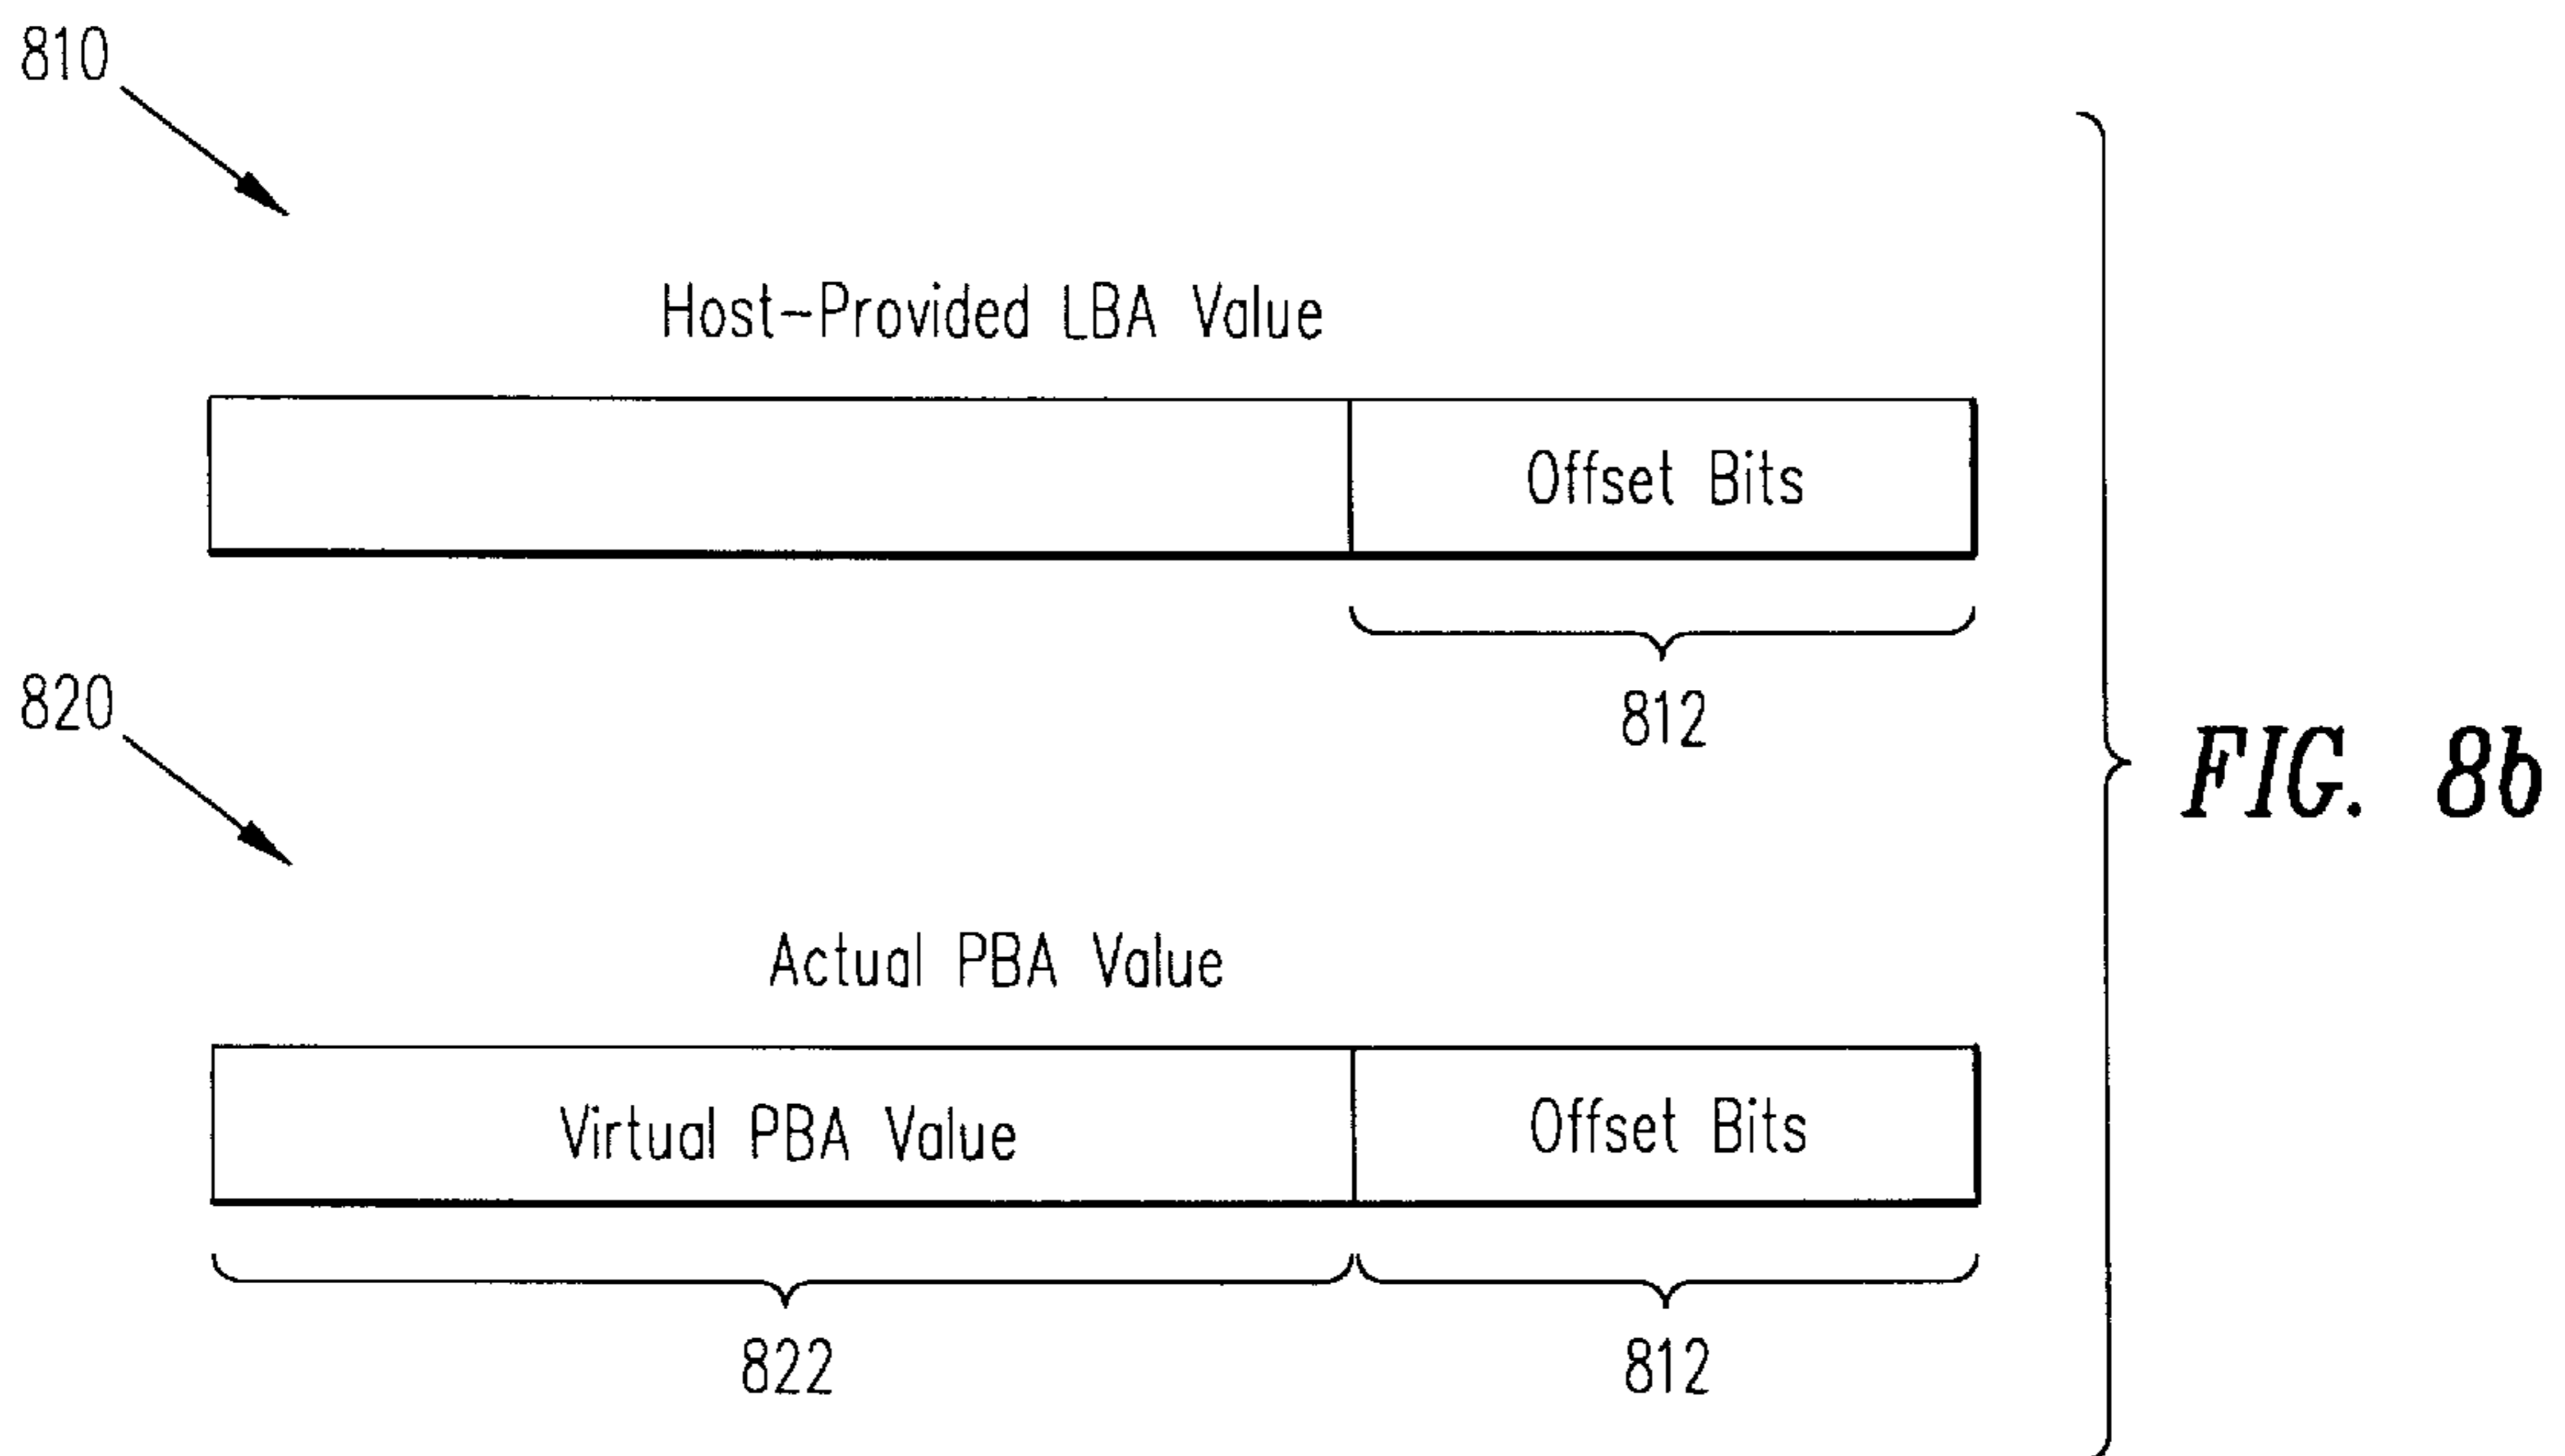 810
Host-Provided LBA Value
Offset Bits
812
820
Actual PBA Value
Virtual PBA Value
Offset Bits
822
812
FIG. 8b